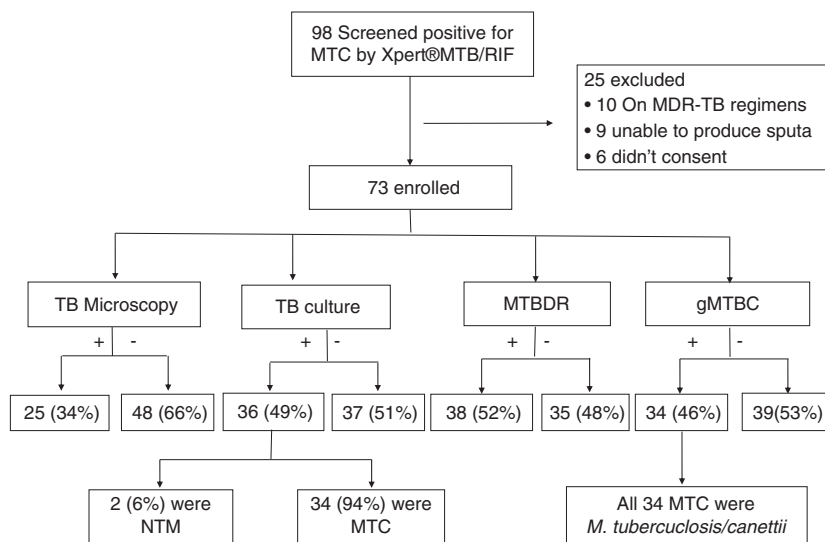 98 Screened positive for
MTC by Xpert®MTB/RIF
25 excluded
• 10 On MDR-TB regimens
• 9 unable to produce sputa
• 6 didn't consent
73 enrolled
TB Microscopy
TB culture
MTBDR
gMTBC
+ -
+ -
+ -
+ -
25 (34%)
48 (66%)
36 (49%)
37 (51%)
38 (52%)
35 (48%)
34 (46%)
39(53%)
2 (6%) were
NTM
34 (94%) were
MTC
All 34 MTC were
M. tubercuclosis/canettii